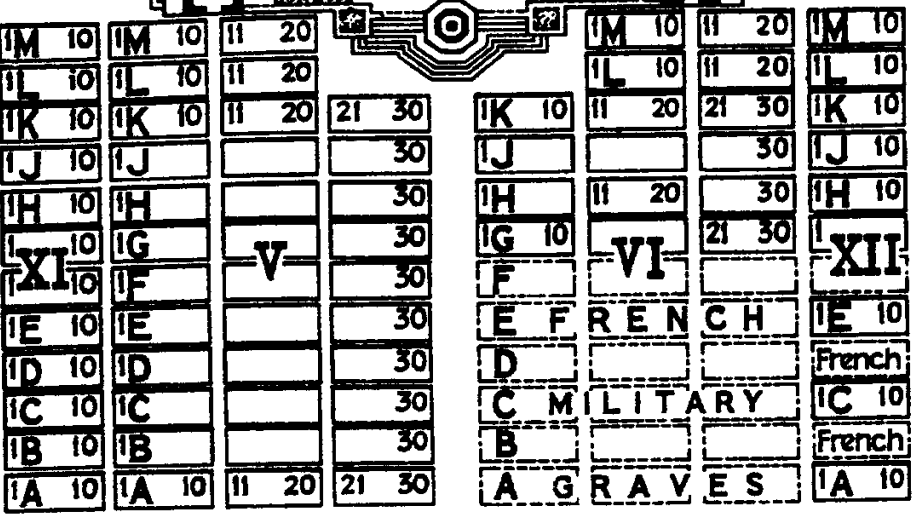 1M 10 1M 10 11 20 1M 10 11 20 1M 10
1L 10 1L 10 11 20 1L 10 11 20 1L 10
1K 10 1K 10 11 20 21 30 1K 10 11 20 21 30 1K 10
1J 10 1J 30 1J 30 1J 10
1H 10 1H 30 1H 11 20 30 1H 10
1 10 1G 30 1G 10 21 30 1
XI V VI XII
1 10 1F 30 F
1E 10 1E 30 E FRENCH 1E 10
1D 10 1D 30 D French
1C 10 1C 30 C MILITARY 1C 10
1B 10 1B 30 B French
1A 10 1A 10 11 20 21 30 A GRAVES 1A 10